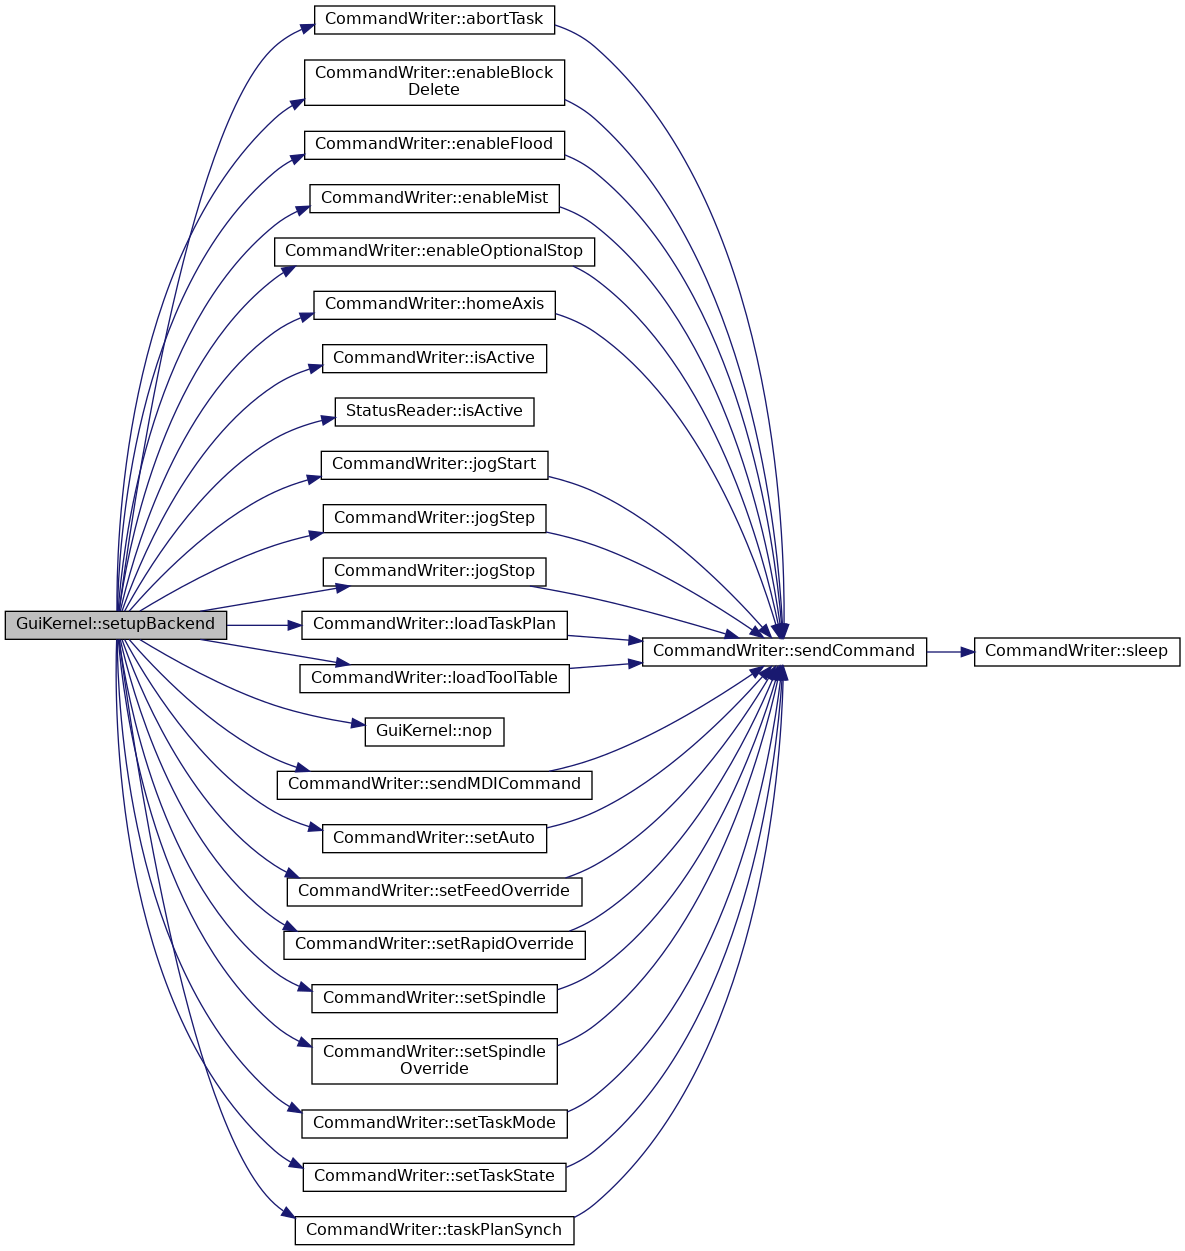 CommandWriter::abortTask
CommandWriter::enableBlock
Delete
CommandWriter::enableFlood
CommandWriter::enableMist
CommandWriter::enableOptionalStop
CommandWriter::homeAxis
CommandWriter::isActive
StatusReader::isActive
CommandWriter::jogStart
CommandWriter::jogStep
CommandWriter::jogStop
GuiKernel::setupBackend
CommandWriter::loadTaskPlan
CommandWriter::sendCommand
CommandWriter::sleep
CommandWriter::loadToolTable
GuiKernel::nop
CommandWriter::sendMDICommand
CommandWriter::setAuto
CommandWriter::setFeedOverride
CommandWriter::setRapidOverride
CommandWriter::setSpindle
CommandWriter::setSpindle
Override
CommandWriter::setTaskMode
CommandWriter::setTaskState
CommandWriter::taskPlanSynch